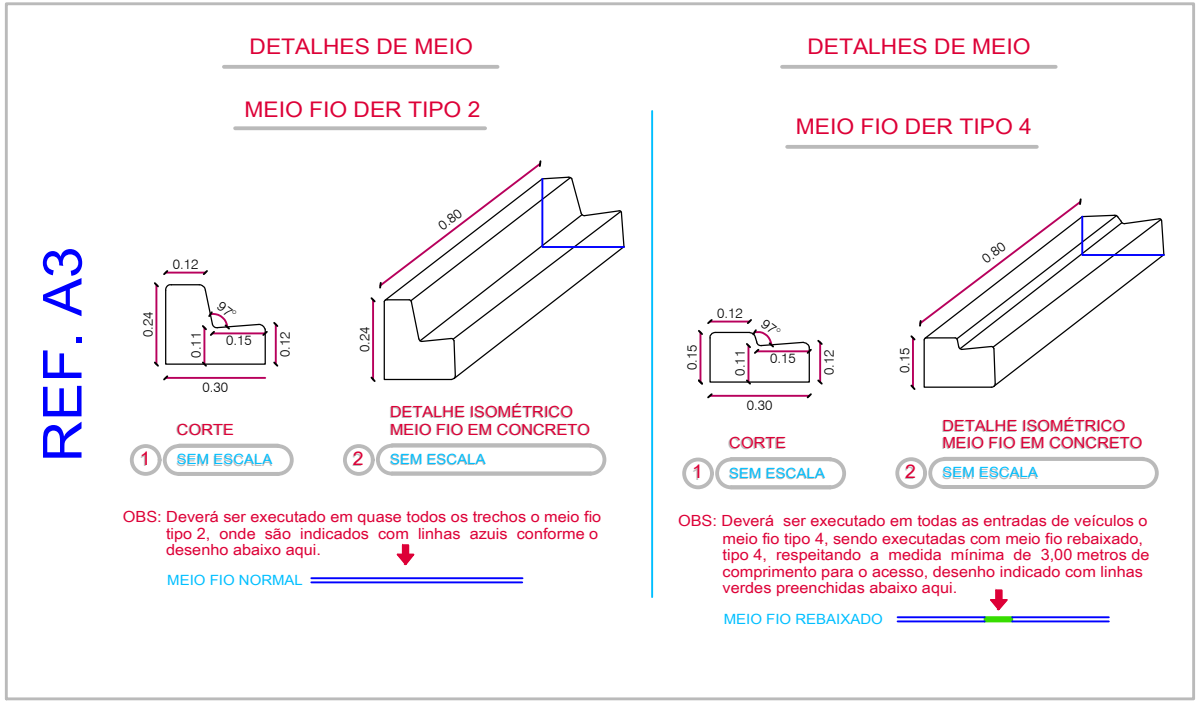 REF. A3
DETALHES DE MEIO
MEIO FIO DER TIPO 2
0.12
0.24
97°
0.11
0.15
0.12
0.30
0.80
0.24
CORTE
1 SEM ESCALA
DETALHE ISOMÉTRICO
MEIO FIO EM CONCRETO
2 SEM ESCALA
OBS: Deverá ser executado em quase todos os trechos o meio fio
tipo 2, onde são indicados com linhas azuis conforme o
desenho abaixo aqui.
MEIO FIO NORMAL
DETALHES DE MEIO
MEIO FIO DER TIPO 4
0.12
97°
0.15
0.11
0.15
0.12
0.30
0.80
0.15
CORTE
1 SEM ESCALA
DETALHE ISOMÉTRICO
MEIO FIO EM CONCRETO
2 SEM ESCALA
OBS: Deverá ser executado em todas as entradas de veículos o
meio fio tipo 4, sendo executadas com meio fio rebaixado,
tipo 4, respeitando a medida mínima de 3,00 metros de
comprimento para o acesso, desenho indicado com linhas
verdes preenchidas abaixo aqui.
MEIO FIO REBAIXADO